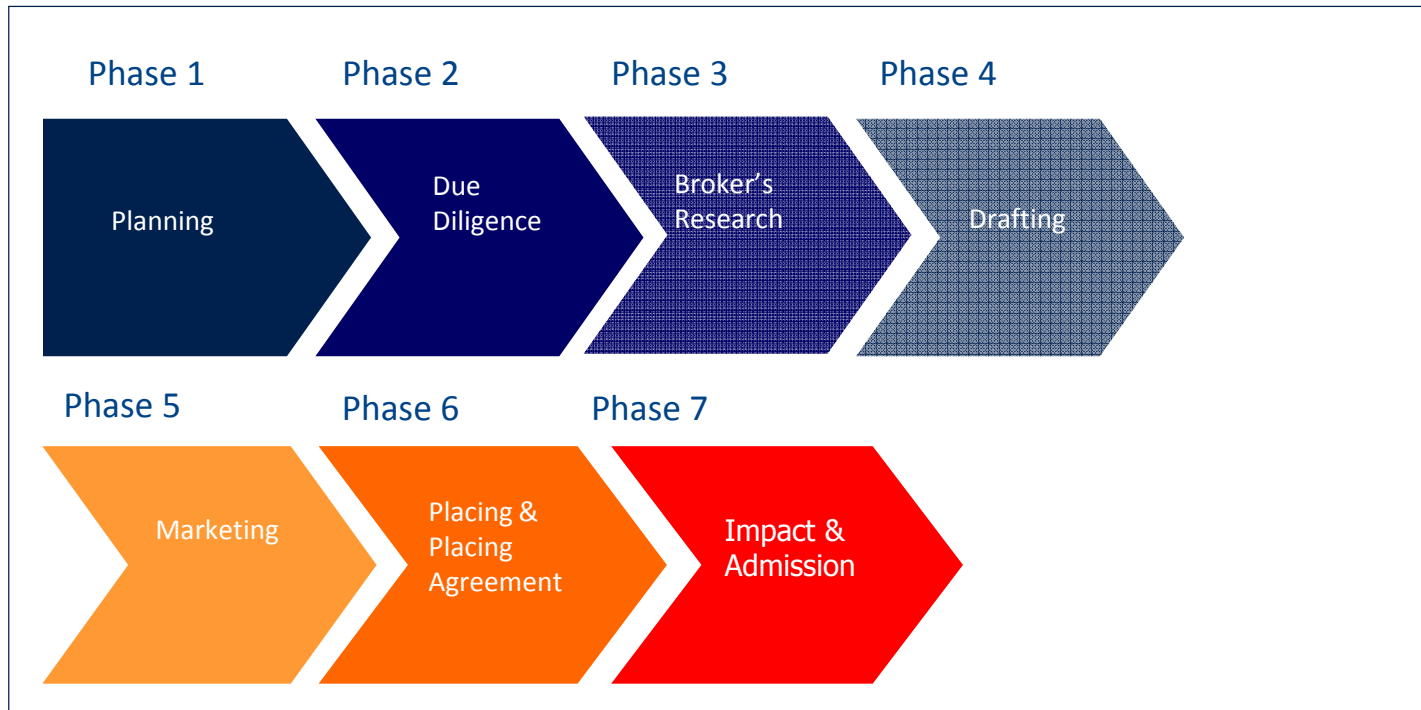 Phase 1
Phase 2
Phase 3
Phase 4
Planning
Due
Diligence
Broker’s
Research
Drafting
Phase 5
Phase 6
Phase 7
Marketing
Placing &
Placing
Agreement
Impact &
Admission